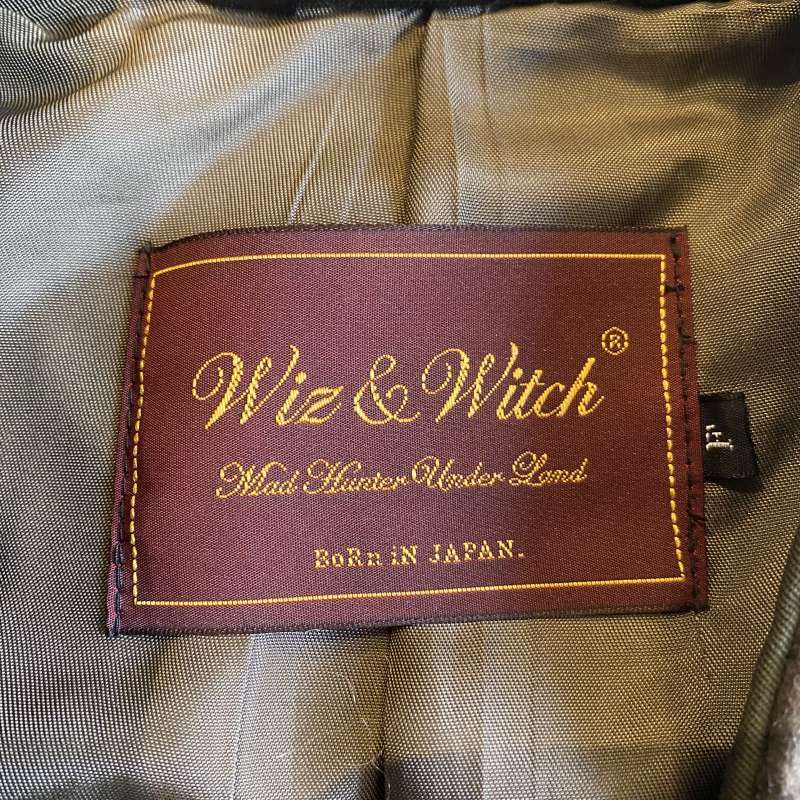 Wiz & Witch®
Mad Hunter Under Land
BoRn iN JAPAN.